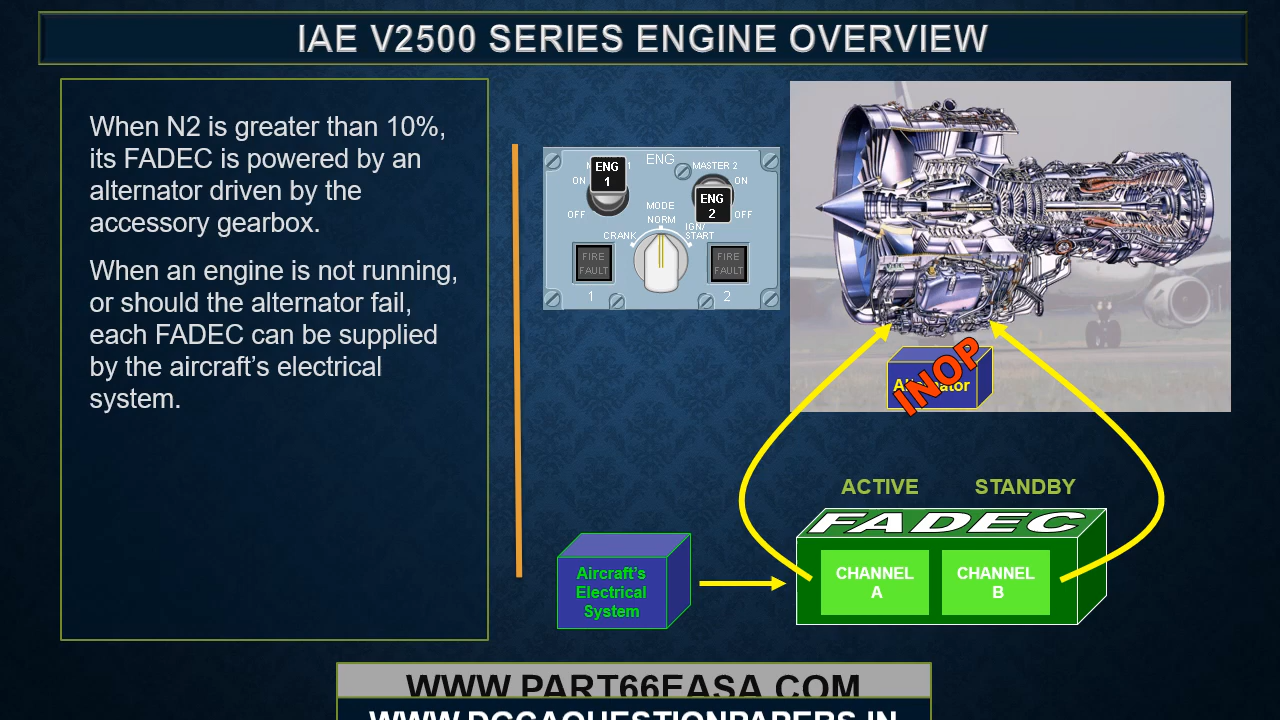 IAE V2500 SERIES ENGINE OVERVIEW
When N2 is greater than 10%,
its FADEC is powered by an
alternator driven by the
accessory gearbox.
When an engine is not running,
or should the alternator fail,
each FADEC can be supplied
by the aircraft’s electrical
system.
ENG
1
ENG
MASTER 2
ON
ON
ENG
2
OFF
OFF
MODE
NORM
CRANK
IGN/
START
FIRE
FAULT
FIRE
FAULT
1
2
INOP
ACTIVE
STANDBY
FADEC
CHANNEL
A
CHANNEL
B
Aircraft’s
Electrical
System
WWW.PART66EASA.COM
WWW.DGCAQUESTIONPAPERS.IN